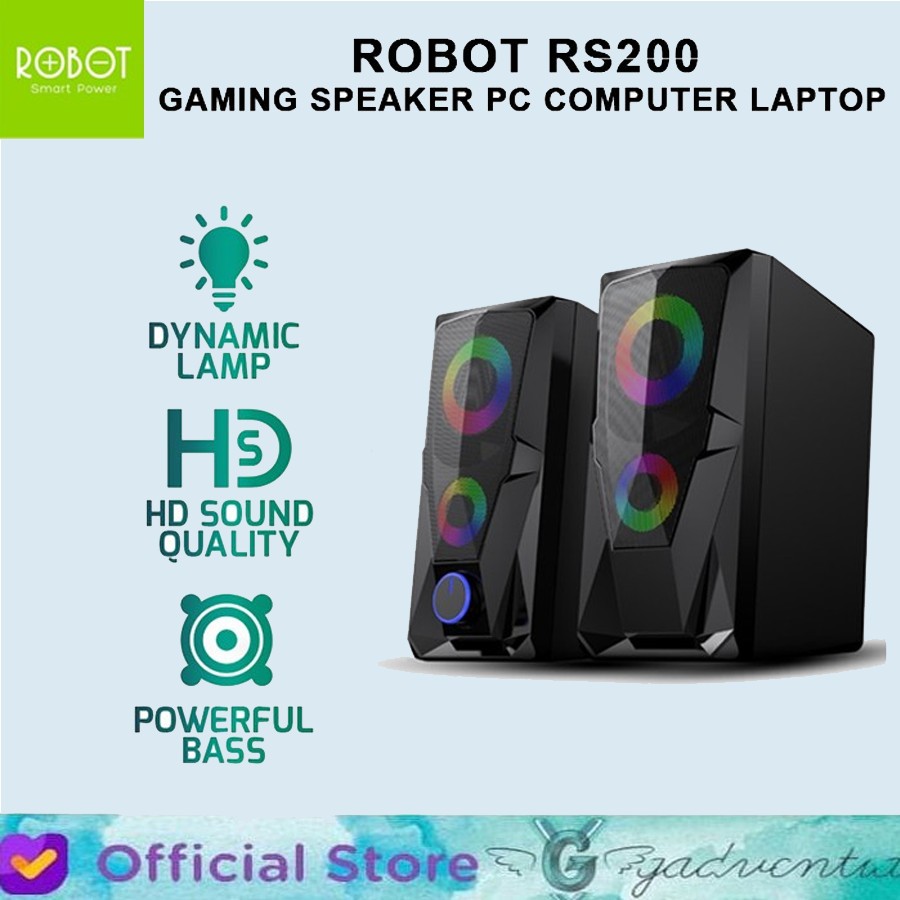 ROBOT
Smart Power
ROBOT RS200
GAMING SPEAKER PC COMPUTER LAPTOP
DYNAMIC
LAMP
HDS
HD SOUND
QUALITY
POWERFUL
BASS
Official Store
G